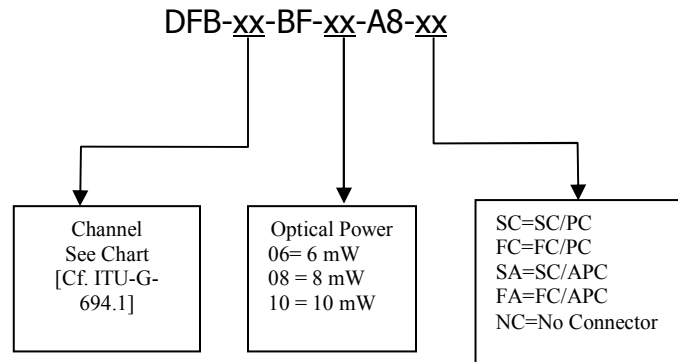 DFB-xx-BF-xx-A8-xx
Channel
See Chart
[Cf. ITU-G-
694.1]
Optical Power
06= 6 mW
08 = 8 mW
10 = 10 mW
SC=SC/PC
FC=FC/PC
SA=SC/APC
FA=FC/APC
NC=No Connector